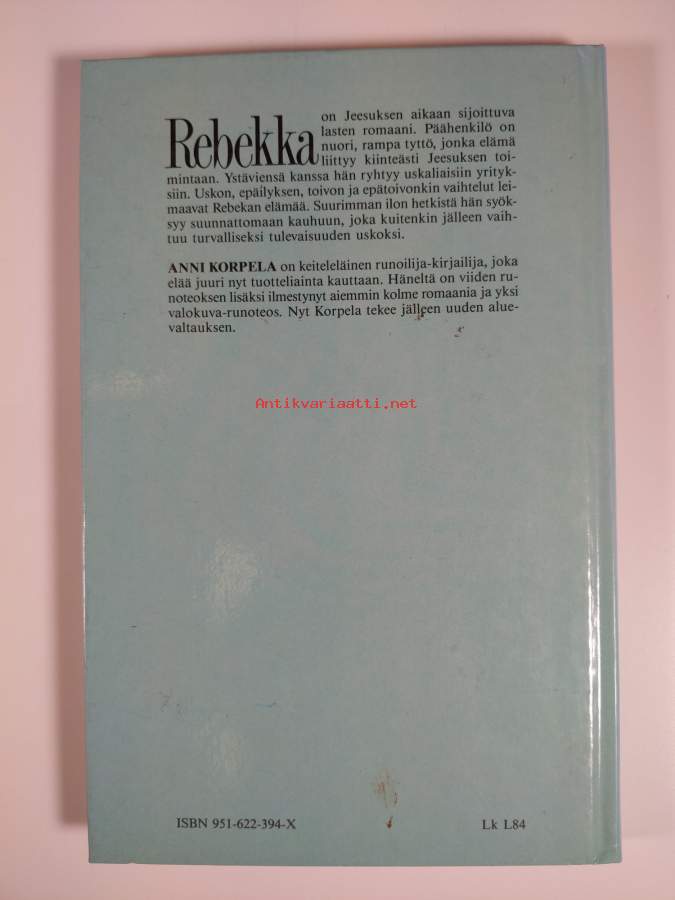 Rebekka
on Jeesuksen aikaan sijoittuva
lasten romaani. Päähenkilö on
nuori, rampa tyttö, jonka elämä
liittyy kiinteästi Jeesuksen toi-
mintaan. Ystäviensä kanssa hän ryhtyy uskaliaisiin yrityk-
siin. Uskon, epäilyksen, toivon ja epätoivonkin vaihtelut lei-
maavat Rebekan elämää. Suurimman ilon hetkistä hän syök-
syy suunnattomaan kauhuun, joka kuitenkin jälleen vaih-
tuu turvalliseksi tulevaisuuden uskoksi.
ANNI KORPELA on keiteleläinen runoilija-kirjailija, joka
elää juuri nyt tuotteliainta kauttaan. Häneltä on viiden ru-
noteoksen lisäksi ilmestynyt aiemmin kolme romaania ja yksi
valokuva-runoteos. Nyt Korpela tekee jälleen uuden alue-
valtauksen.
Antikvariaatti.net
ISBN 951-622-394-X
Lk L84